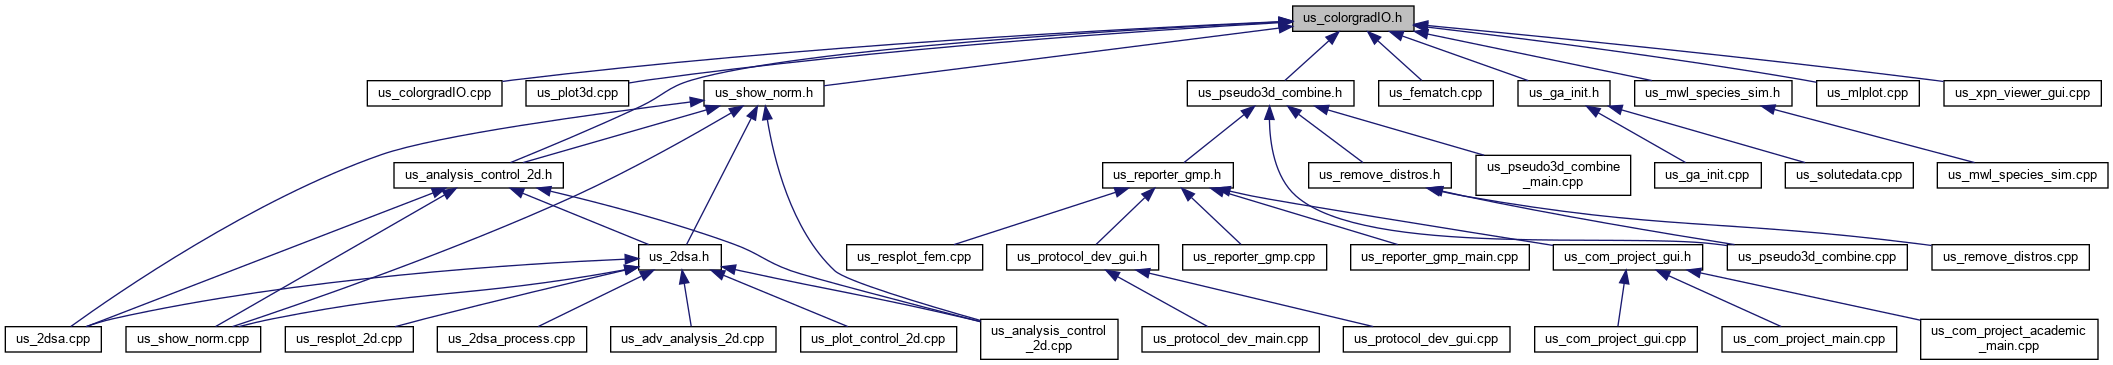 us_colorgradIO.h
us_colorgradIO.cpp
us_plot3d.cpp
us_show_norm.h
us_pseudo3d_combine.h
us_fematch.cpp
us_ga_init.h
us_mwl_species_sim.h
us_mlplot.cpp
us_xpn_viewer_gui.cpp
us_analysis_control_2d.h
us_reporter_gmp.h
us_remove_distros.h
us_pseudo3d_combine
_main.cpp
us_ga_init.cpp
us_solutedata.cpp
us_mwl_species_sim.cpp
us_2dsa.h
us_resplot_fem.cpp
us_protocol_dev_gui.h
us_reporter_gmp.cpp
us_reporter_gmp_main.cpp
us_com_project_gui.h
us_pseudo3d_combine.cpp
us_remove_distros.cpp
us_2dsa.cpp
us_show_norm.cpp
us_resplot_2d.cpp
us_2dsa_process.cpp
us_adv_analysis_2d.cpp
us_plot_control_2d.cpp
us_analysis_control
_2d.cpp
us_protocol_dev_main.cpp
us_protocol_dev_gui.cpp
us_com_project_gui.cpp
us_com_project_main.cpp
us_com_project_academic
_main.cpp